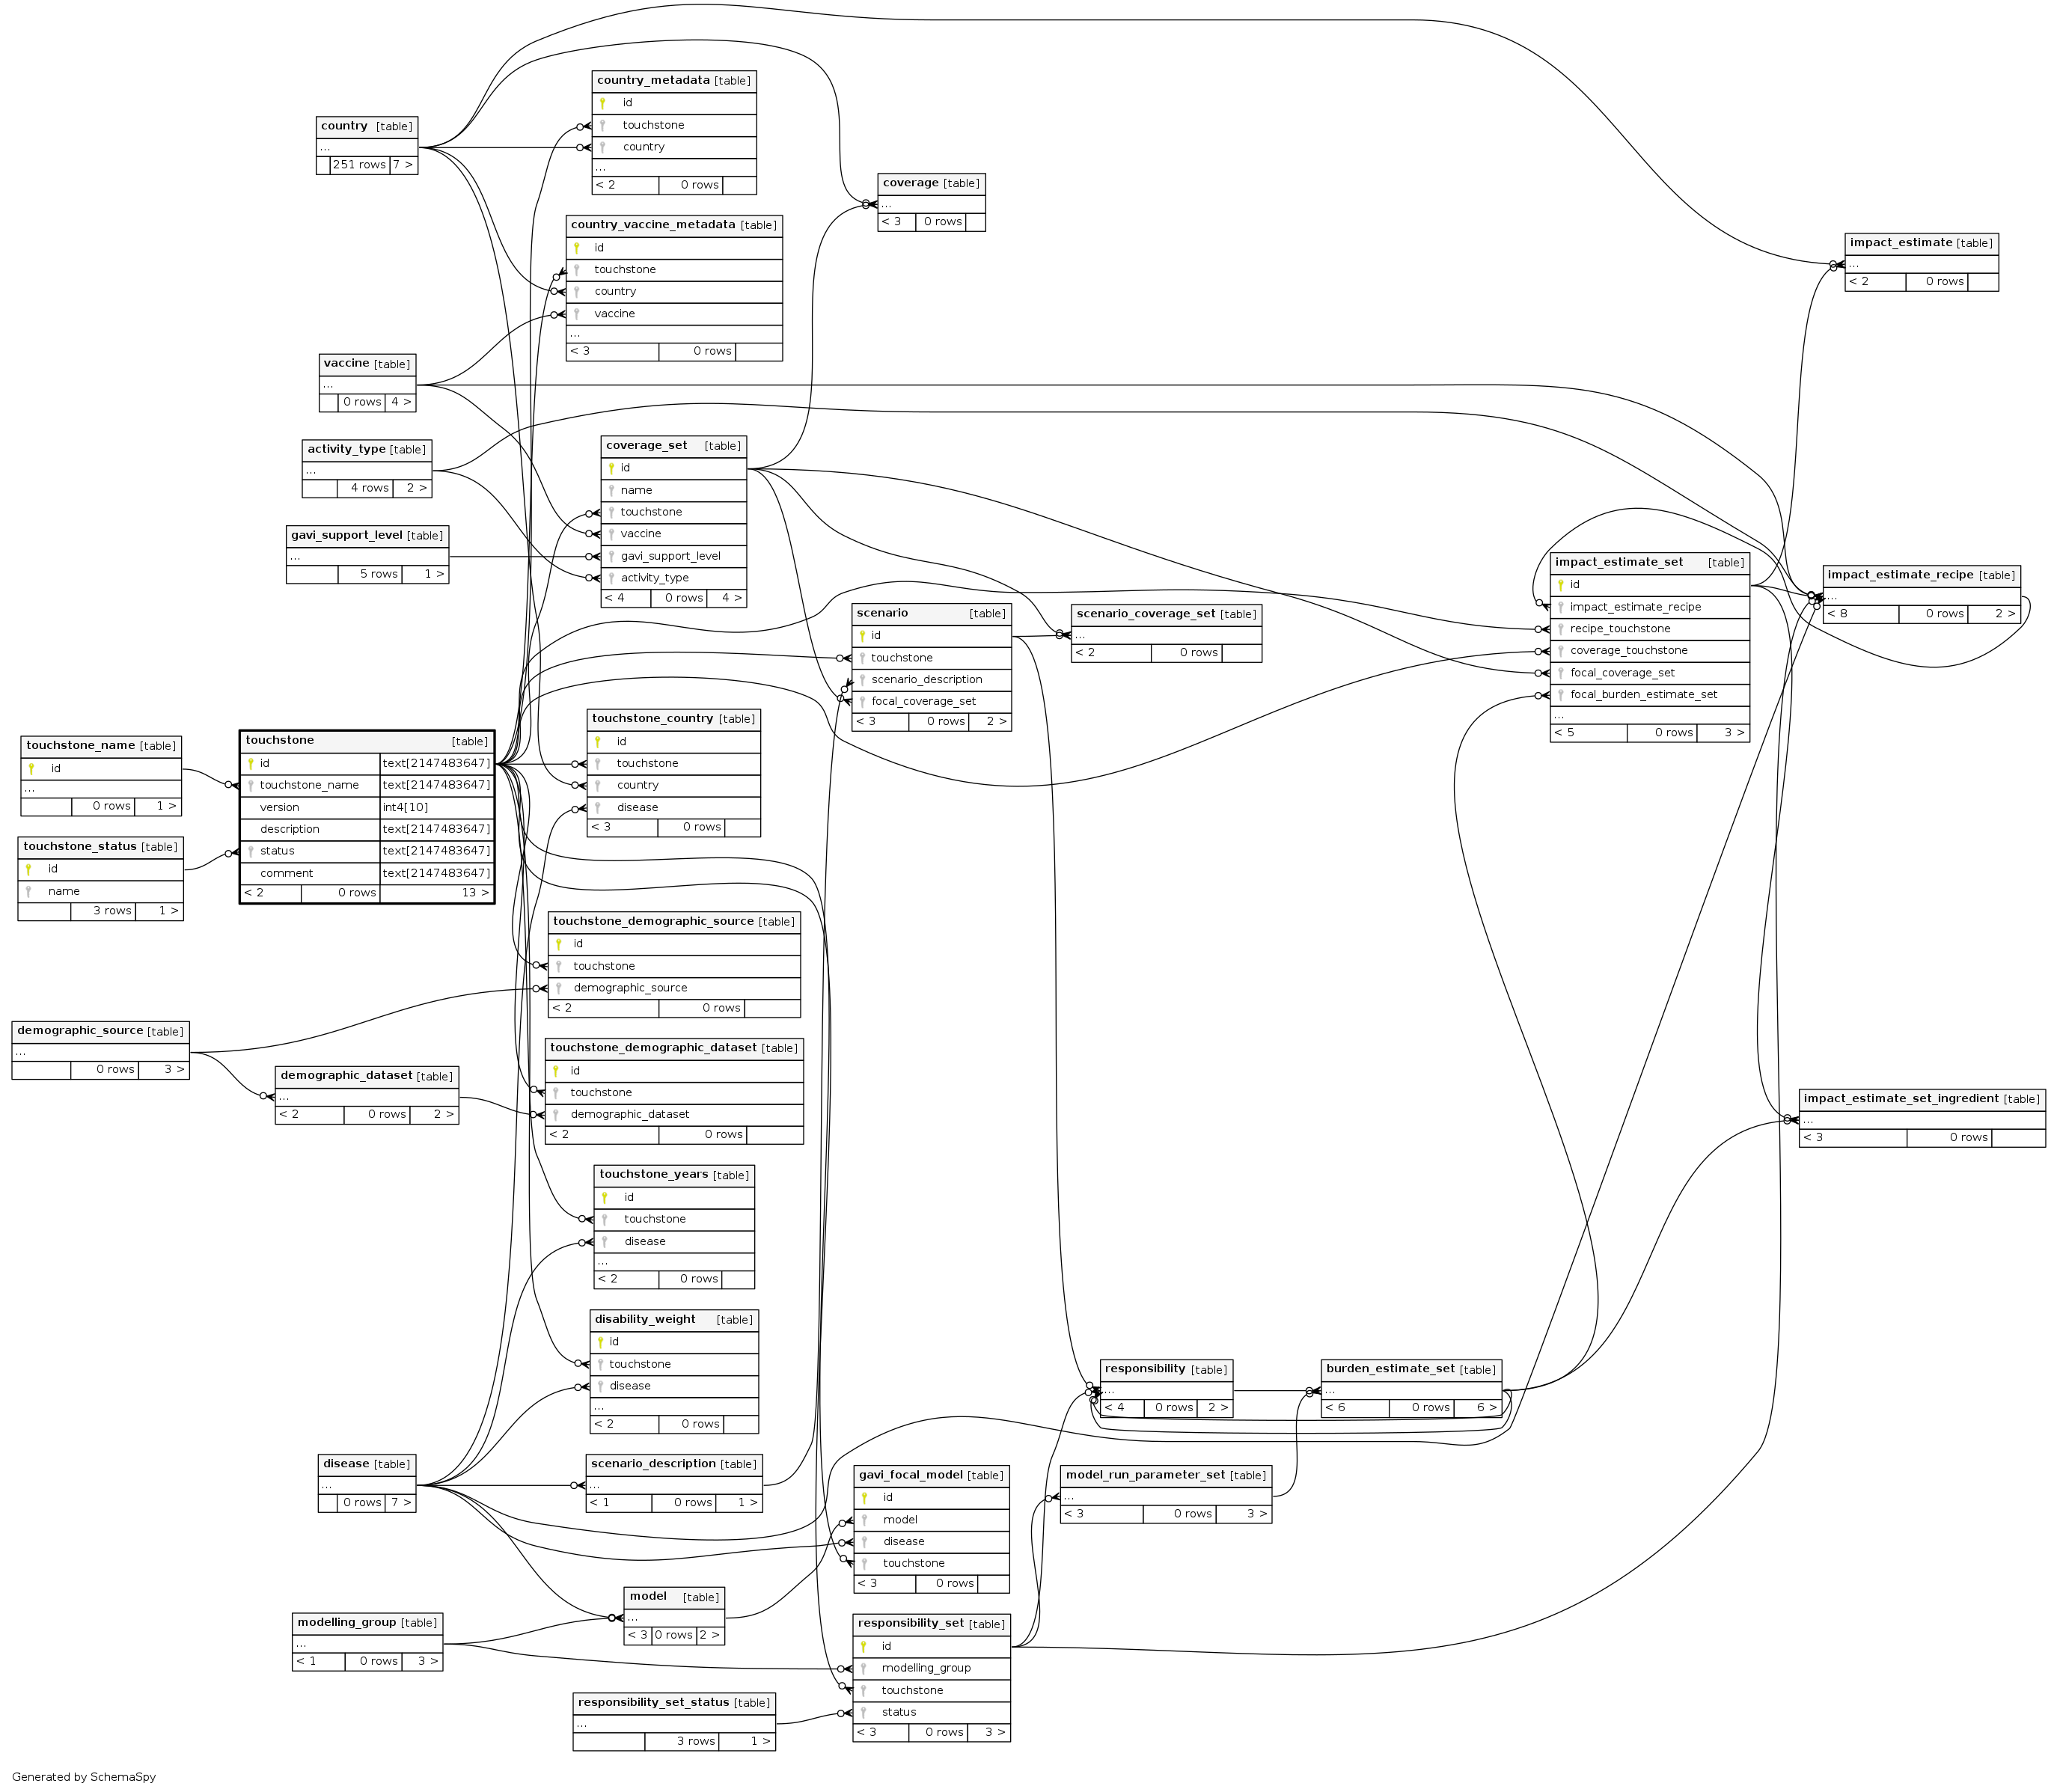 country_metadata [table]
id
touchstone
country
...
< 2 0 rows
country [table]
...
251 rows 7 >
coverage [table]
...
< 3 0 rows
country_vaccine_metadata [table]
id
touchstone
country
vaccine
...
< 3 0 rows
impact_estimate [table]
...
< 2 0 rows
vaccine [table]
...
0 rows 4 >
activity_type [table]
...
4 rows 2 >
coverage_set [table]
id
name
touchstone
vaccine
gavi_support_level
activity_type
< 4 0 rows 4 >
gavi_support_level [table]
...
5 rows 1 >
impact_estimate_set [table]
id
impact_estimate_recipe
recipe_touchstone
coverage_touchstone
focal_coverage_set
focal_burden_estimate_set
...
< 5 0 rows 3 >
impact_estimate_recipe [table]
...
< 8 0 rows 2 >
scenario [table]
id
touchstone
scenario_description
focal_coverage_set
< 3 0 rows 2 >
scenario_coverage_set [table]
...
< 2 0 rows
touchstone_country [table]
id
touchstone
country
disease
< 3 0 rows
touchstone_name [table]
id
...
0 rows 1 >
touchstone [table]
id text[2147483647]
touchstone_name text[2147483647]
version int4[10]
description text[2147483647]
status text[2147483647]
comment text[2147483647]
< 2 0 rows 13 >
touchstone_status [table]
id
name
3 rows 1 >
touchstone_demographic_source [table]
id
touchstone
demographic_source
< 2 0 rows
demographic_source [table]
...
0 rows 3 >
touchstone_demographic_dataset [table]
id
touchstone
demographic_dataset
< 2 0 rows
demographic_dataset [table]
...
< 2 0 rows 2 >
impact_estimate_set_ingredient [table]
...
< 3 0 rows
touchstone_years [table]
id
touchstone
disease
...
< 2 0 rows
disability_weight [table]
id
touchstone
disease
...
< 2 0 rows
responsibility [table]
...
< 4 0 rows 2 >
burden_estimate_set [table]
...
< 6 0 rows 6 >
disease [table]
...
0 rows 7 >
scenario_description [table]
...
< 1 0 rows 1 >
gavi_focal_model [table]
id
model
disease
touchstone
< 3 0 rows
model_run_parameter_set [table]
...
< 3 0 rows 3 >
model [table]
...
< 3 0 rows 2 >
modelling_group [table]
...
< 1 0 rows 3 >
responsibility_set [table]
id
modelling_group
touchstone
status
< 3 0 rows 3 >
responsibility_set_status [table]
...
3 rows 1 >
Generated by SchemaSpy